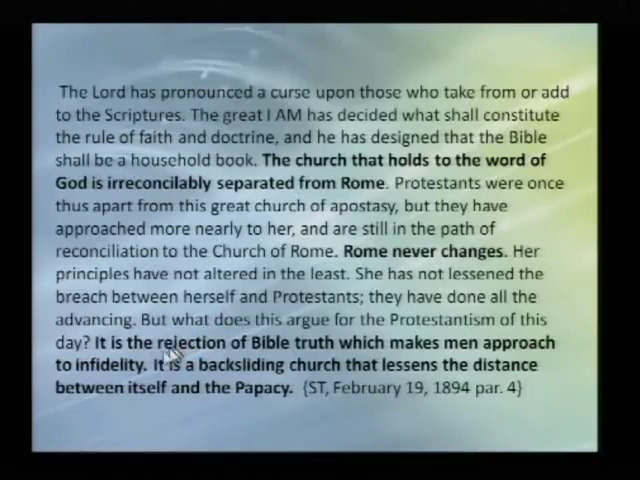 The Lord has pronounced a curse upon those who take from or add
to the Scriptures. The great I AM has decided what shall constitute
the rule of faith and doctrine, and he has designed that the Bible
shall be a household book. The church that holds to the word of
God is irreconcilably separated from Rome. Protestants were once
thus apart from this great church of apostasy, but they have
approached more nearly to her, and are still in the path of
reconciliation to the Church of Rome. Rome never changes. Her
principles have not altered in the least. She has not lessened the
breach between herself and Protestants; they have done all the
advancing. But what does this argue for the Protestantism of this
day? It is the rejection of Bible truth which makes men approach
to infidelity. It is a backsliding church that lessens the distance
between itself and the Papacy. {ST, February 19, 1894 par. 4}